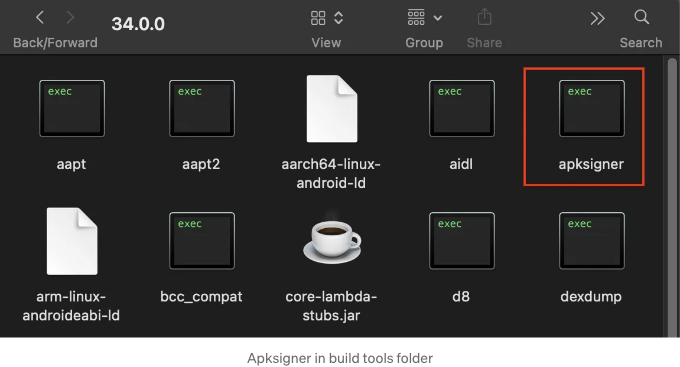 34.0.0
Back/Forward
View
Group
Share
Search
exec
exec
exec
exec
aapt
aapt2
aarch64-linux-
android-ld
aidl
apksigner
exec
exec
exec
arm-linux-
androideabi-ld
bcc_compat
core-lambda-
stubs.jar
d8
dexdump
Apksigner in build tools folder